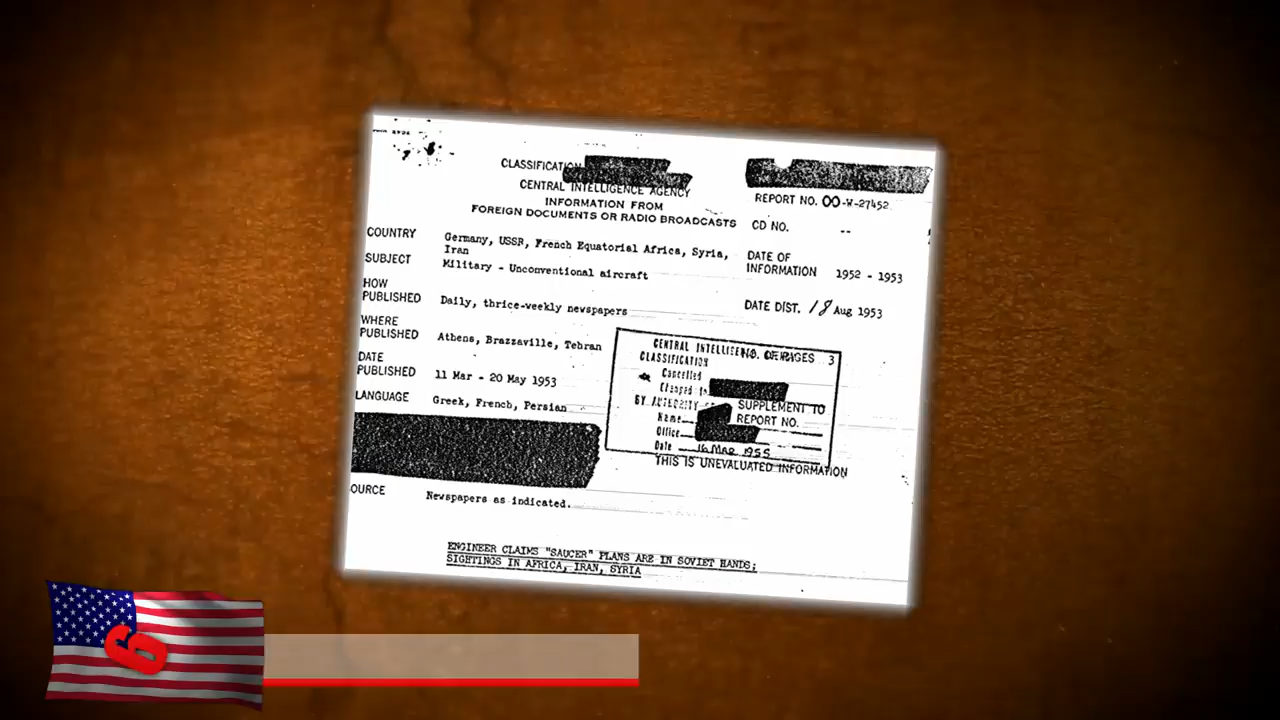 CLASSIFICATION
CENTRAL INTELLIGENCE AGENCY
REPORT NO. 00-W-27452
INFORMATION FROM
FOREIGN DOCUMENTS OR RADIO BROADCASTS
CD NO. --
COUNTRY Germany, USSR, French Equatorial Africa, Syria,
Iran
DATE OF
INFORMATION 1952 - 1953
SUBJECT Military - Unconventional aircraft
HOW
PUBLISHED Daily, thrice-weekly newspapers
DATE DIST. 18 Aug 1953
WHERE
PUBLISHED Athens, Brazzaville, Tehran
NO. OF PAGES 3
DATE
PUBLISHED 11 Mar - 20 May 1953
LANGUAGE Greek, French, Persian
CENTRAL
CLASSIFICATION
Cancelled
Changed
BY AUTHORITY
Name
Office
Date 16 Mar 1955
SUPPLEMENT TO
REPORT NO.
THIS IS UNEVALUATED INFORMATION
OURCE Newspapers as indicated.
ENGINEER CLAIMS "SAUCER" PLANS ARE IN SOVIET HANDS;
SIGHTINGS IN AFRICA, IRAN, SYRIA
6